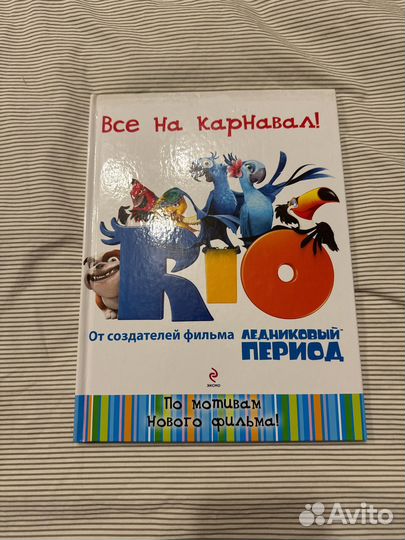 Все на карнавал!
RIO
От создателей фильма ЛЕДНИКОВЫЙ
ПЕРИОД
ЭКСМО
По мотивам
нового фильма!
Avito